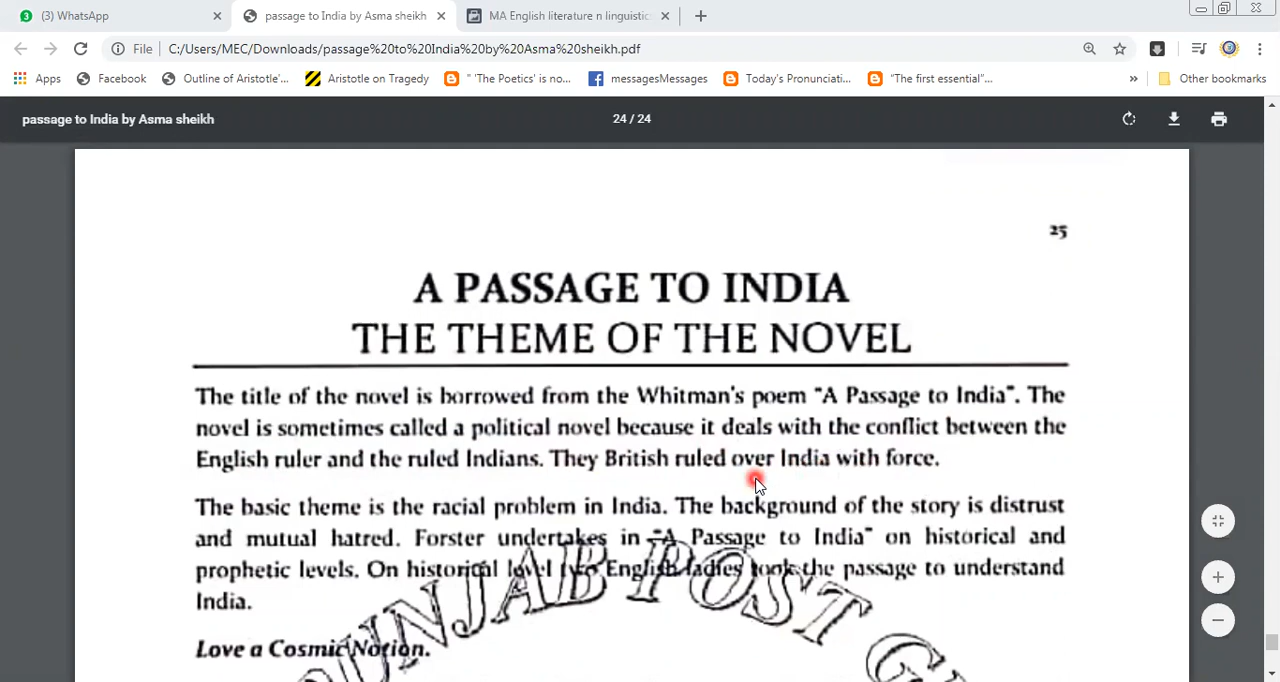 (3) WhatsApp
passage to India by Asma sheikh
MA English literature n linguistic
File
C:/Users/MEC/Downloads/passage%20to%20India%20by%20Asma%20sheikh.pdf
Apps
Facebook
Outline of Aristotle'...
Aristotle on Tragedy
" 'The Poetics' is no...
messagesMessages
Today's Pronunciati...
"The first essential"...
»
Other bookmarks
passage to India by Asma sheikh
24 / 24
25
A PASSAGE TO INDIA
THE THEME OF THE NOVEL
The title of the novel is borrowed from the Whitman's poem "A Passage to India". The
novel is sometimes called a political novel because it deals with the conflict between the
English ruler and the ruled Indians. They British ruled over India with force.
The basic theme is the racial problem in India. The background of the story is distrust
and mutual hatred. Forster undertakes in "A Passage to India" on historical and
prophetic levels. On historical level two English ladies took the passage to understand
India.
Love a Cosmic Notion.
PUNJAB POST G